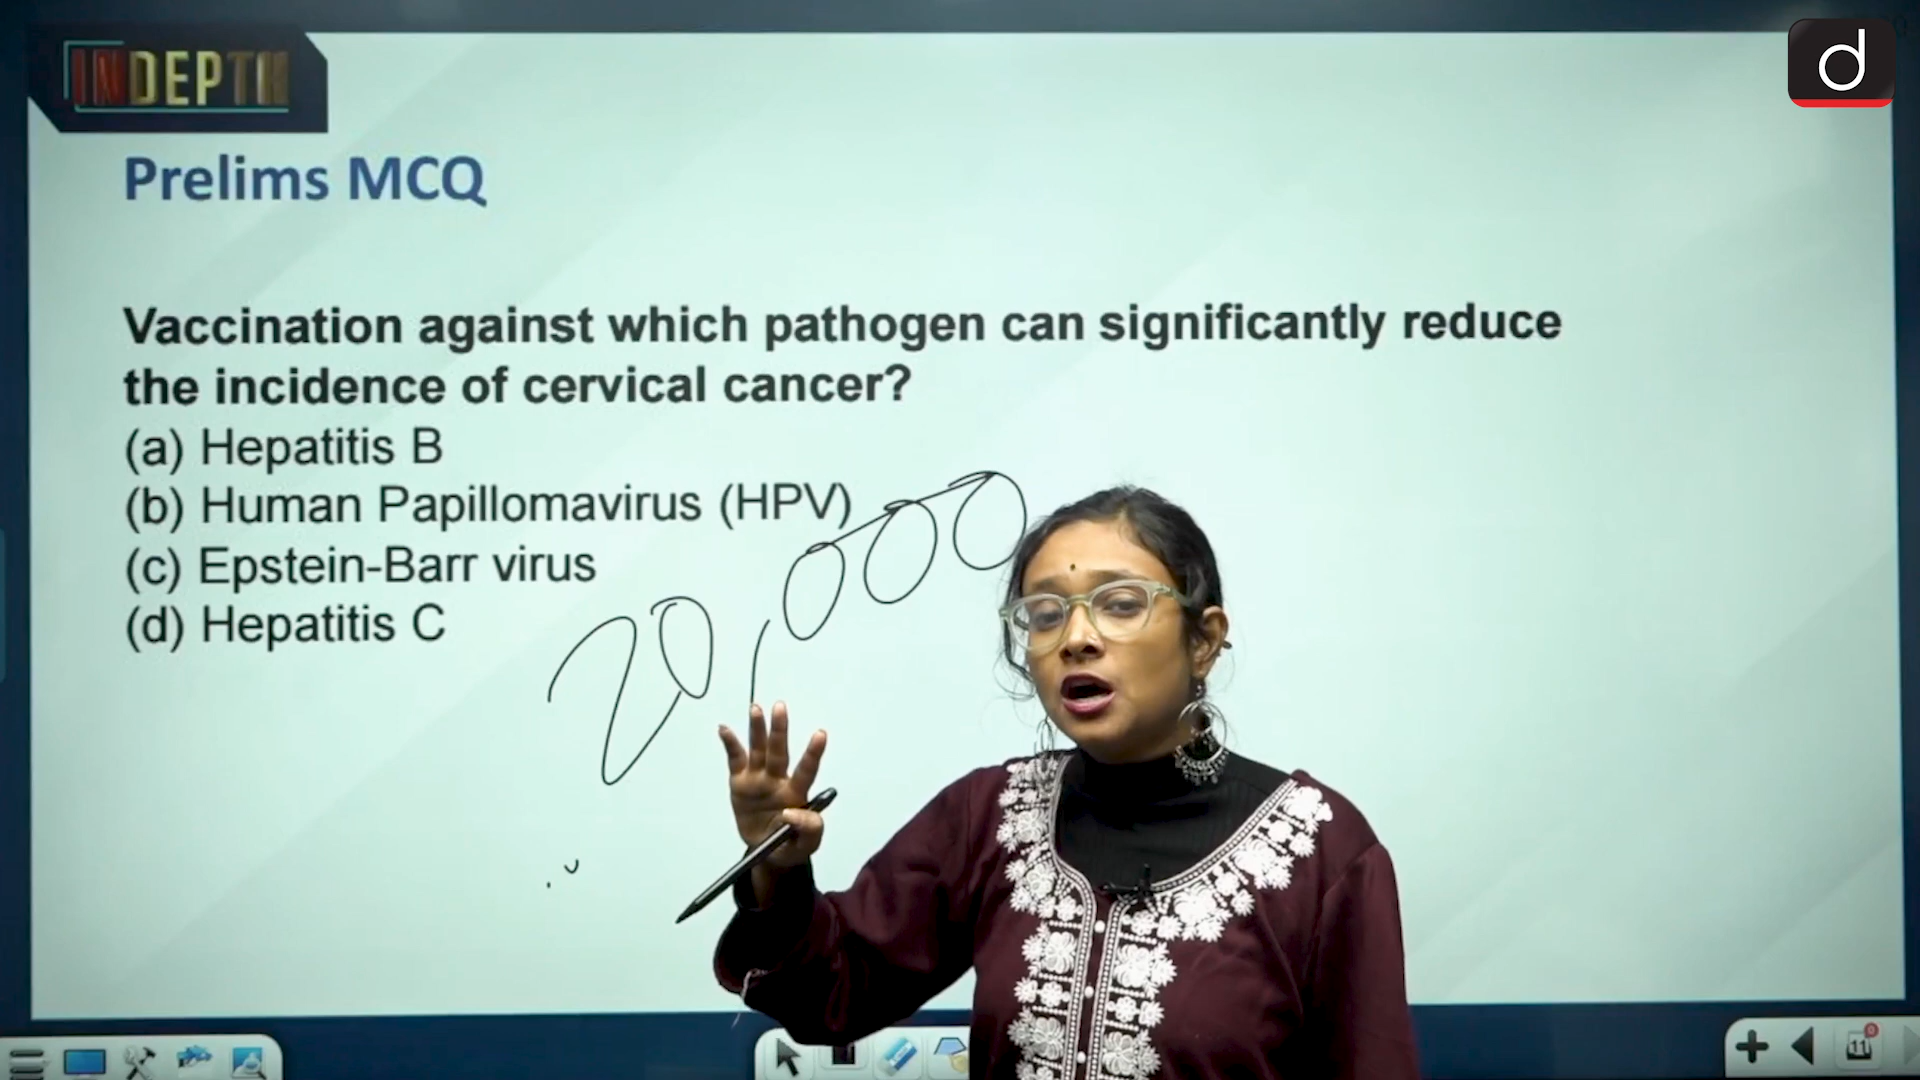 INDEPTH
d
Prelims MCQ
Vaccination against which pathogen can significantly reduce
the incidence of cervical cancer?
(a) Hepatitis B
(b) Human Papillomavirus (HPV)
(c) Epstein-Barr virus
(d) Hepatitis C
20,000
11